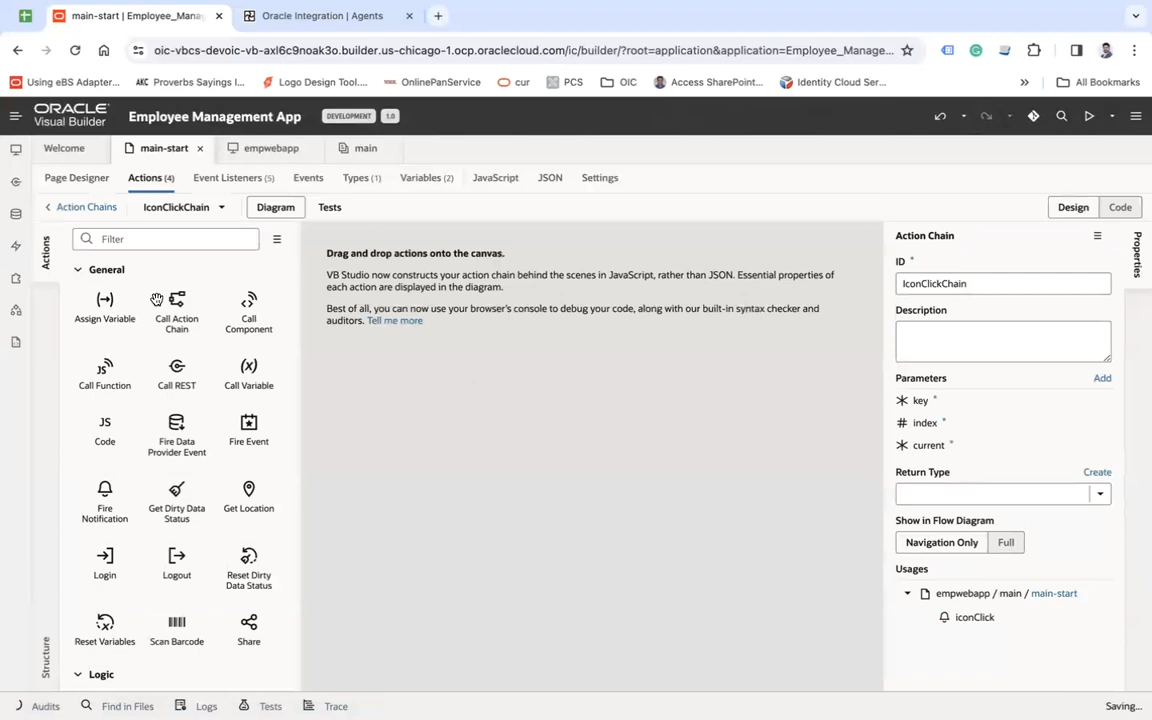 main-start | Employee_Mana
Oracle Integration | Agents
oic-vbcs-devoic-vb-axl6c9noak3o.builder.us-chicago-1.ocp.oraclecloud.com/ic/builder/?root=application&application=Employee_Manage...
Using eBS Adapter...
AKC Proverbs Sayings I...
Logo Design Tool....
OnlinePanService
cur
PCS
OIC
Access SharePoint...
Identity Cloud Ser...
All Bookmarks
ORACLE
Visual Builder
Employee Management App
DEVELOPMENT
1.0
Welcome
main-start
empwebapp
main
Page Designer
Actions (4)
Event Listeners (5)
Events
Types (1)
Variables (2)
JavaScript
JSON
Settings
Action Chains
IconClickChain
Diagram
Tests
Design
Code
Actions
Filter
General
Assign Variable
Call Action
Chain
Call
Component
JS
Call Function
Call REST
(x)
Call Variable
JS
Code
Fire Data
Provider Event
Fire Event
Fire
Notification
Get Dirty Data
Status
Get Location
Login
Logout
Reset Dirty
Data Status
Reset Variables
Scan Barcode
Share
Logic
Structure
Drag and drop actions onto the canvas.
VB Studio now constructs your action chain behind the scenes in JavaScript, rather than JSON. Essential properties of
each action are displayed in the diagram.
Best of all, you can now use your browser's console to debug your code, along with our built-in syntax checker and
auditors. Tell me more
Action Chain
ID
IconClickChain
Description
Parameters
Add
key *
# index *
current *
Return Type
Create
Show in Flow Diagram
Navigation Only
Full
Usages
empwebapp / main / main-start
iconClick
Properties
Audits
Find in Files
Logs
Tests
Trace
Saving...